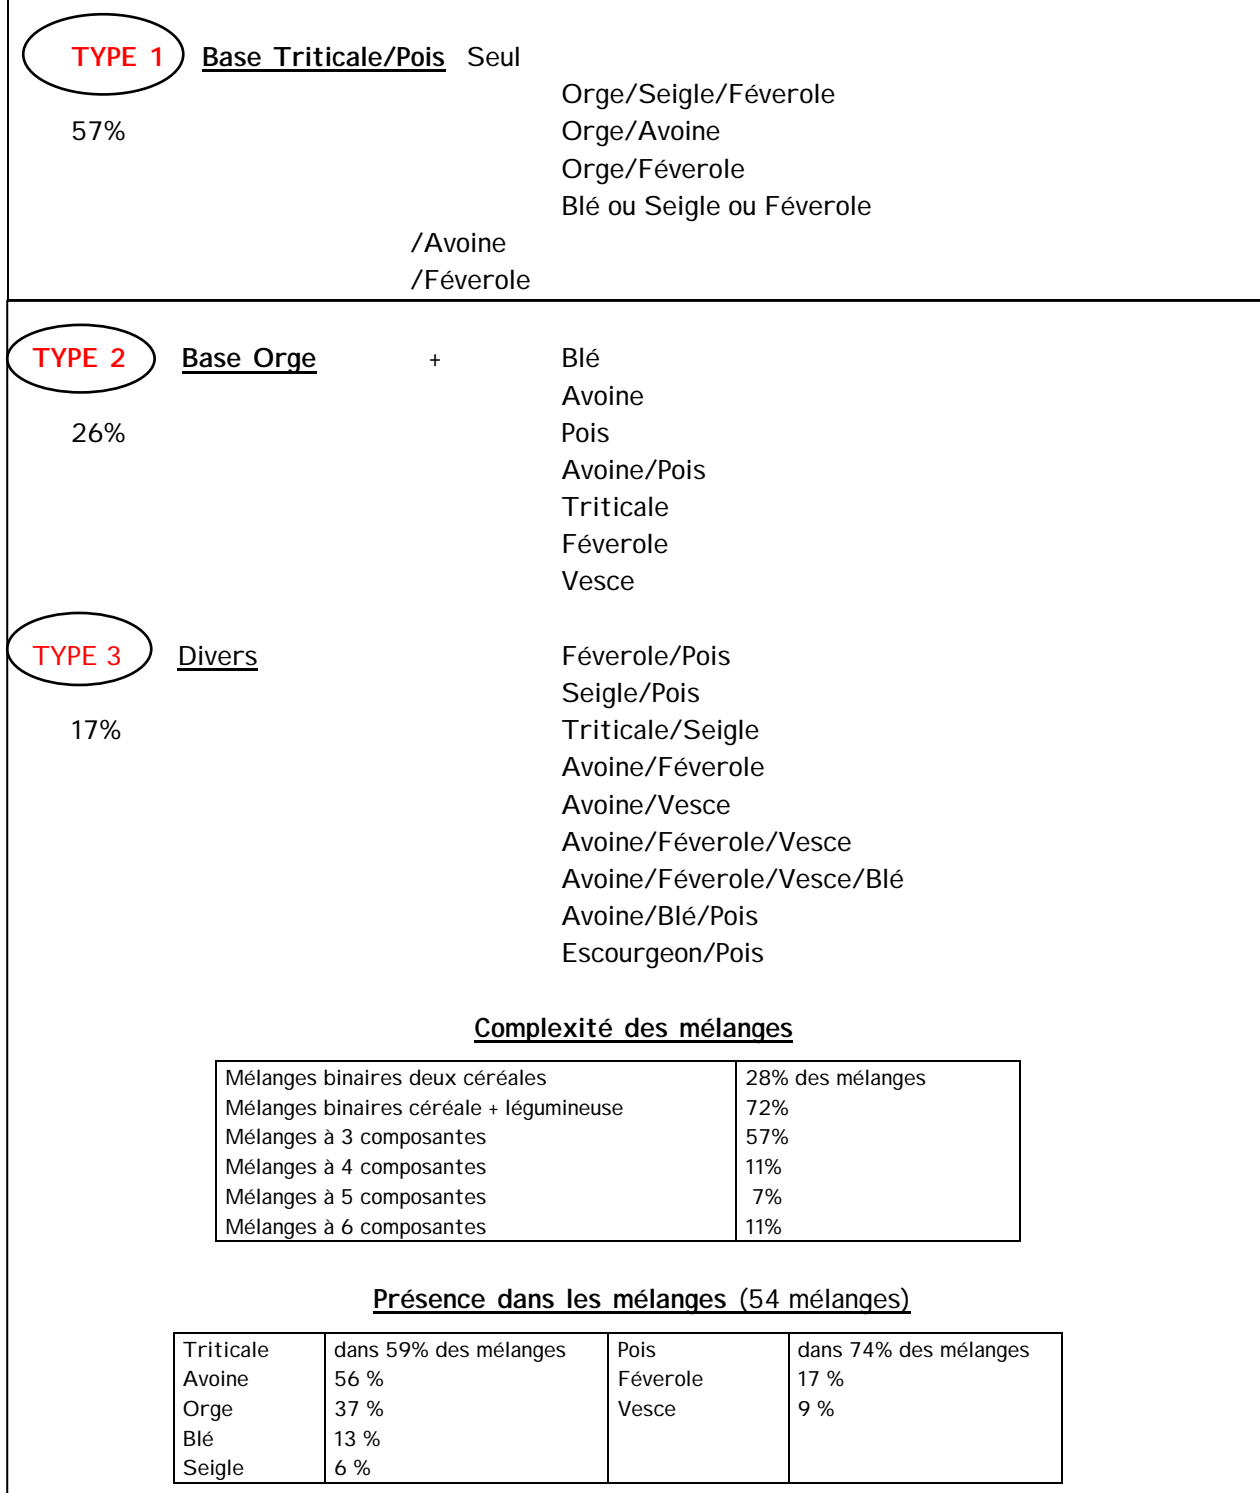 TYPE 1 Base Triticale/Pois Seul
Orge/Seigle/Féverole
57% Orge/Avoine
Orge/Féverole
Blé ou Seigle ou Féverole
/Avoine
/Féverole
TYPE 2 Base Orge + Blé
Avoine
26% Pois
Avoine/Pois
Triticale
Féverole
Vesce
TYPE 3 Divers Féverole/Pois
Seigle/Pois
17% Triticale/Seigle
Avoine/Féverole
Avoine/Vesce
Avoine/Féverole/Vesce
Avoine/Féverole/Vesce/Blé
Avoine/Blé/Pois
Escourgeon/Pois
Complexité des mélanges
Mélanges binaires deux céréales 28% des mélanges
Mélanges binaires céréale + légumineuse 72%
Mélanges à 3 composantes 57%
Mélanges à 4 composantes 11%
Mélanges à 5 composantes 7%
Mélanges à 6 composantes 11%
Présence dans les mélanges (54 mélanges)
Triticale dans 59% des mélanges Pois dans 74% des mélanges
Avoine 56 % Féverole 17 %
Orge 37 % Vesce 9 %
Blé 13 %
Seigle 6 %